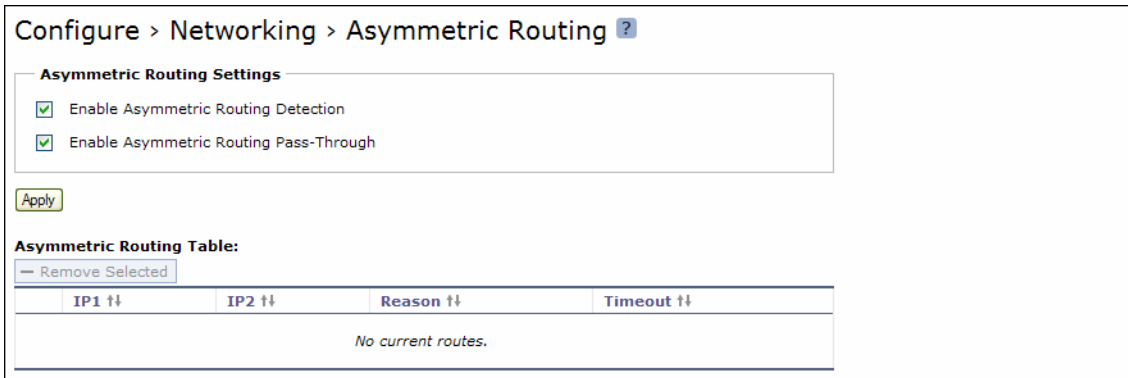 Configure > Networking > Asymmetric Routing ?
Asymmetric Routing Settings
Enable Asymmetric Routing Detection
Enable Asymmetric Routing Pass-Through
Apply
Asymmetric Routing Table:
Remove Selected
IP1 IP2 Reason Timeout
No current routes.